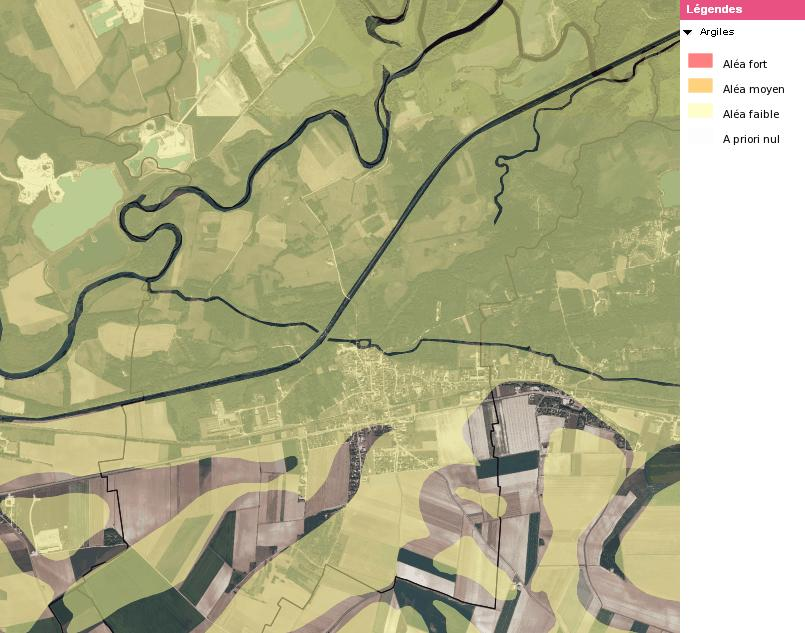 Légendes
Argiles
Aléa fort
Aléa moyen
Aléa faible
A priori nul